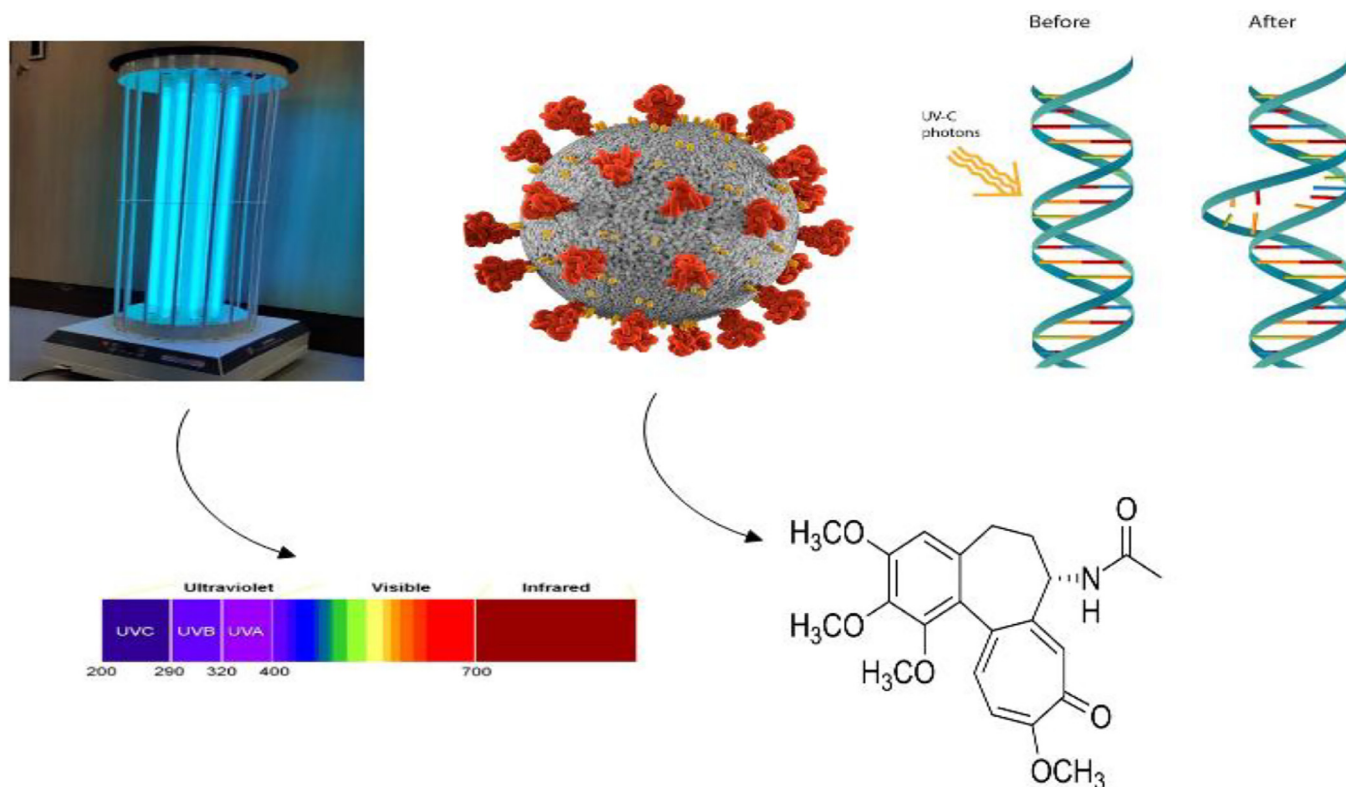 Before After
UV-C
photons
Ultraviolet Visible Infrared
UVC UVB UVA
200 290 320 400 700
O
H₃CO
N
H
H₃CO
H₃CO
O
OCH₃